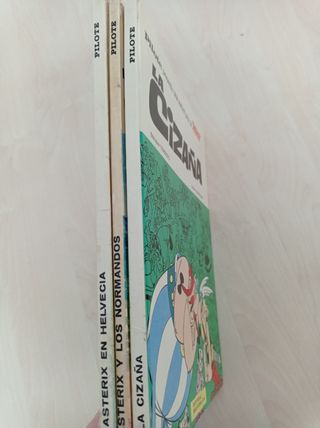 PILOTE
ASTERIX EN HELVECIA
PILOTE
ASTERIX Y LOS NORMANDOS
PILOTE
LA CIZAÑA
LA
CIZAÑA